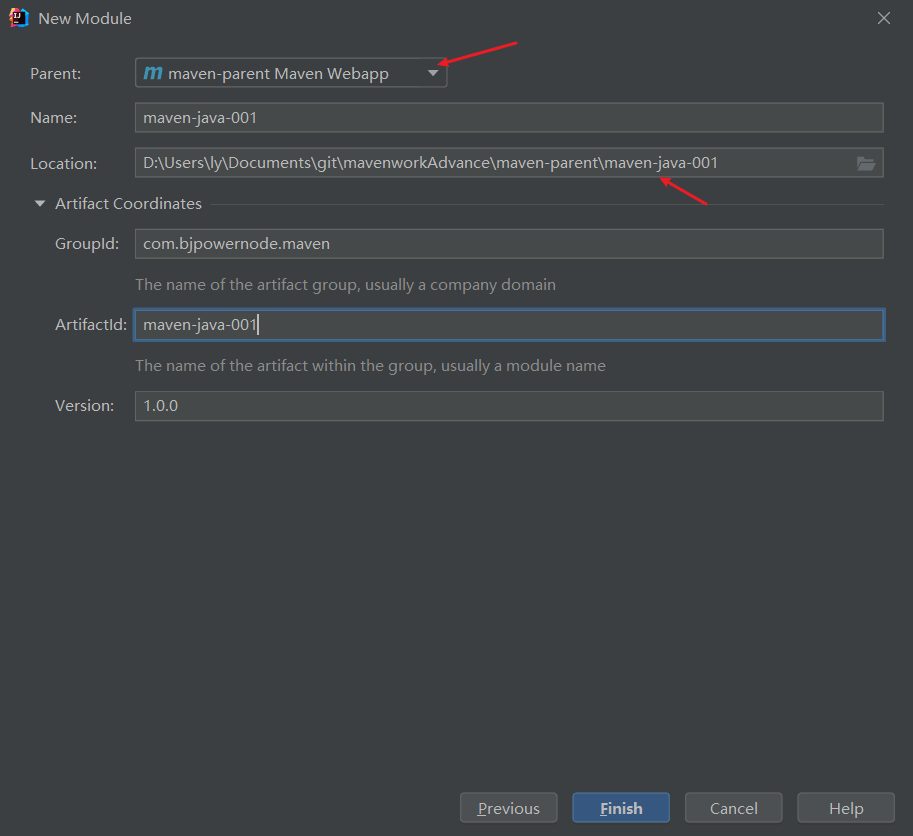 New Module
Parent: maven-parent Maven Webapp
Name: maven-java-001
Location: D:\Users\ly\Documents\git\mavenworkAdvance\maven-parent\maven-java-001
Artifact Coordinates
GroupId: com.bjpowernode.maven
The name of the artifact group, usually a company domain
ArtifactId: maven-java-001
The name of the artifact within the group, usually a module name
Version: 1.0.0
Previous Finish Cancel Help